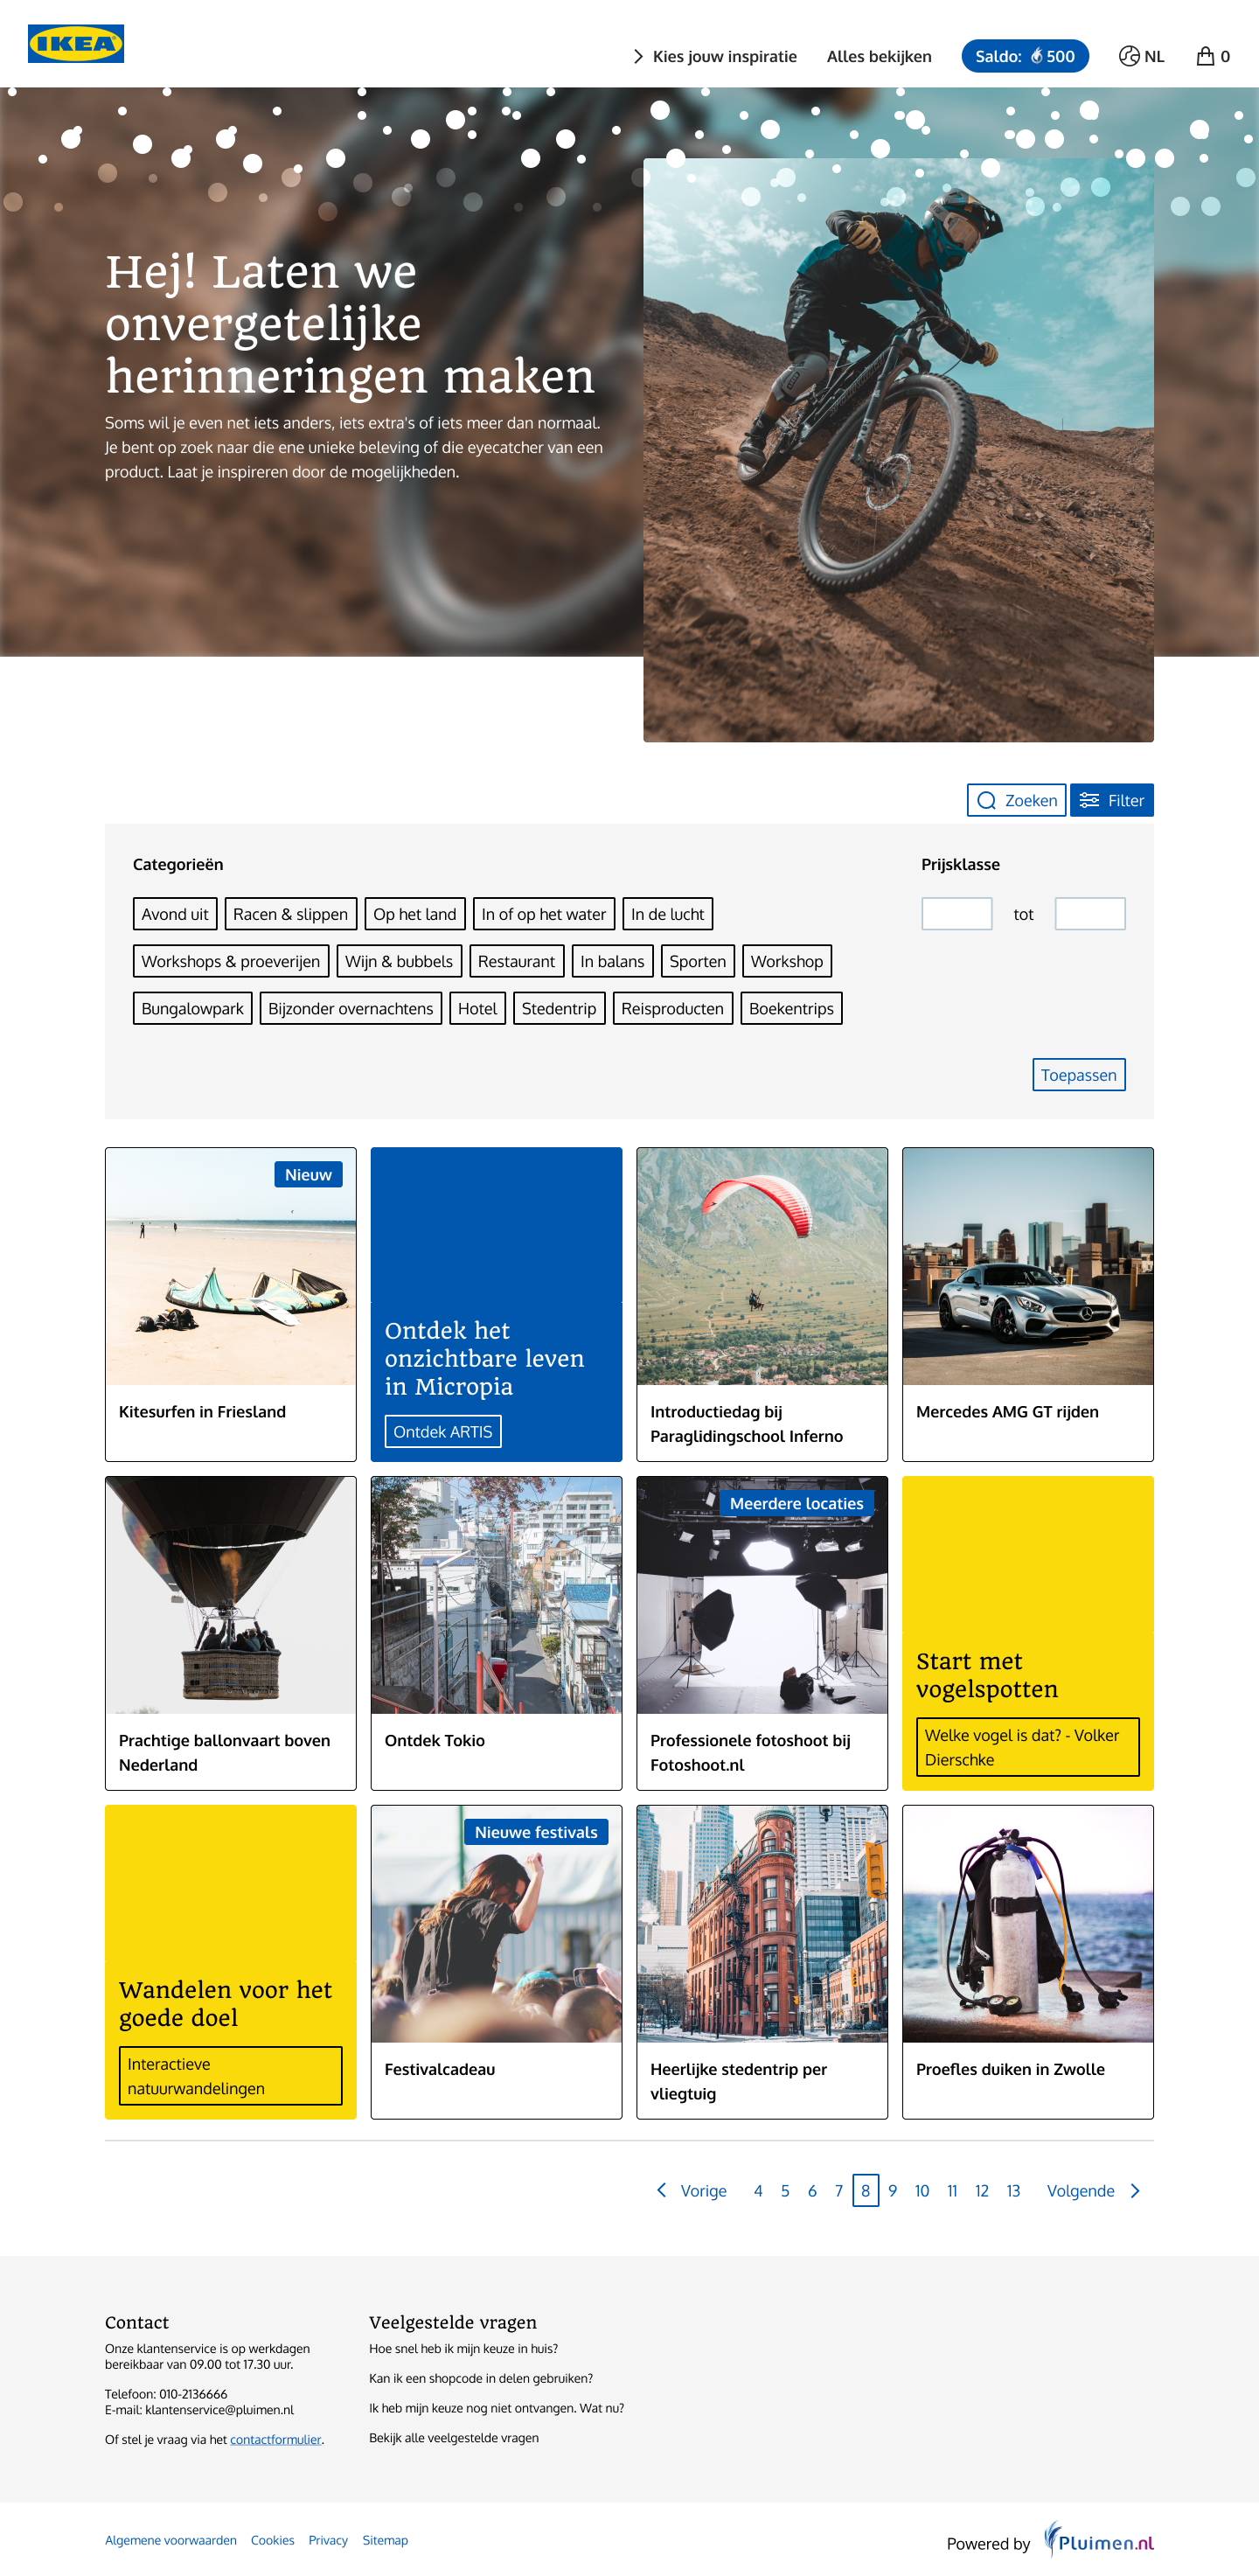 IKEA
Kies jouw inspiratie
Alles bekijken
Saldo: 500
NL
0
Hej! Laten we
onvergetelijke
herinneringen maken
Soms wil je even net iets anders, iets extra's of iets meer dan normaal.
Je bent op zoek naar die ene unieke beleving of die eyecatcher van een
product. Laat je inspireren door de mogelijkheden.
Zoeken
Filter
Categorieën
Prijsklasse
Avond uit
Racen & slippen
Op het land
In of op het water
In de lucht
tot
Workshops & proeverijen
Wijn & bubbels
Restaurant
In balans
Sporten
Workshop
Bungalowpark
Bijzonder overnachtens
Hotel
Stedentrip
Reisproducten
Boekentrips
Toepassen
Nieuw
Kitesurfen in Friesland
Ontdek het
onzichtbare leven
in Micropia
Ontdek ARTIS
Introductiedag bij
Paraglidingschool Inferno
Mercedes AMG GT rijden
Prachtige ballonvaart boven
Nederland
Ontdek Tokio
Meerdere locaties
Professionele fotoshoot bij
Fotoshoot.nl
Start met
vogelspotten
Welke vogel is dat? - Volker
Dierschke
Wandelen voor het
goede doel
Interactieve
natuurwandelingen
Nieuwe festivals
Festivalcadeau
Heerlijke stedentrip per
vliegtuig
Proefles duiken in Zwolle
Vorige 4 5 6 7 8 9 10 11 12 13 Volgende
Contact
Onze klantenservice is op werkdagen
bereikbaar van 09.00 tot 17.30 uur.
Telefoon: 010-2136666
E-mail: klantenservice@pluimen.nl
Of stel je vraag via het contactformulier.
Veelgestelde vragen
Hoe snel heb ik mijn keuze in huis?
Kan ik een shopcode in delen gebruiken?
Ik heb mijn keuze nog niet ontvangen. Wat nu?
Bekijk alle veelgestelde vragen
Algemene voorwaarden
Cookies
Privacy
Sitemap
Powered by Pluimen.nl